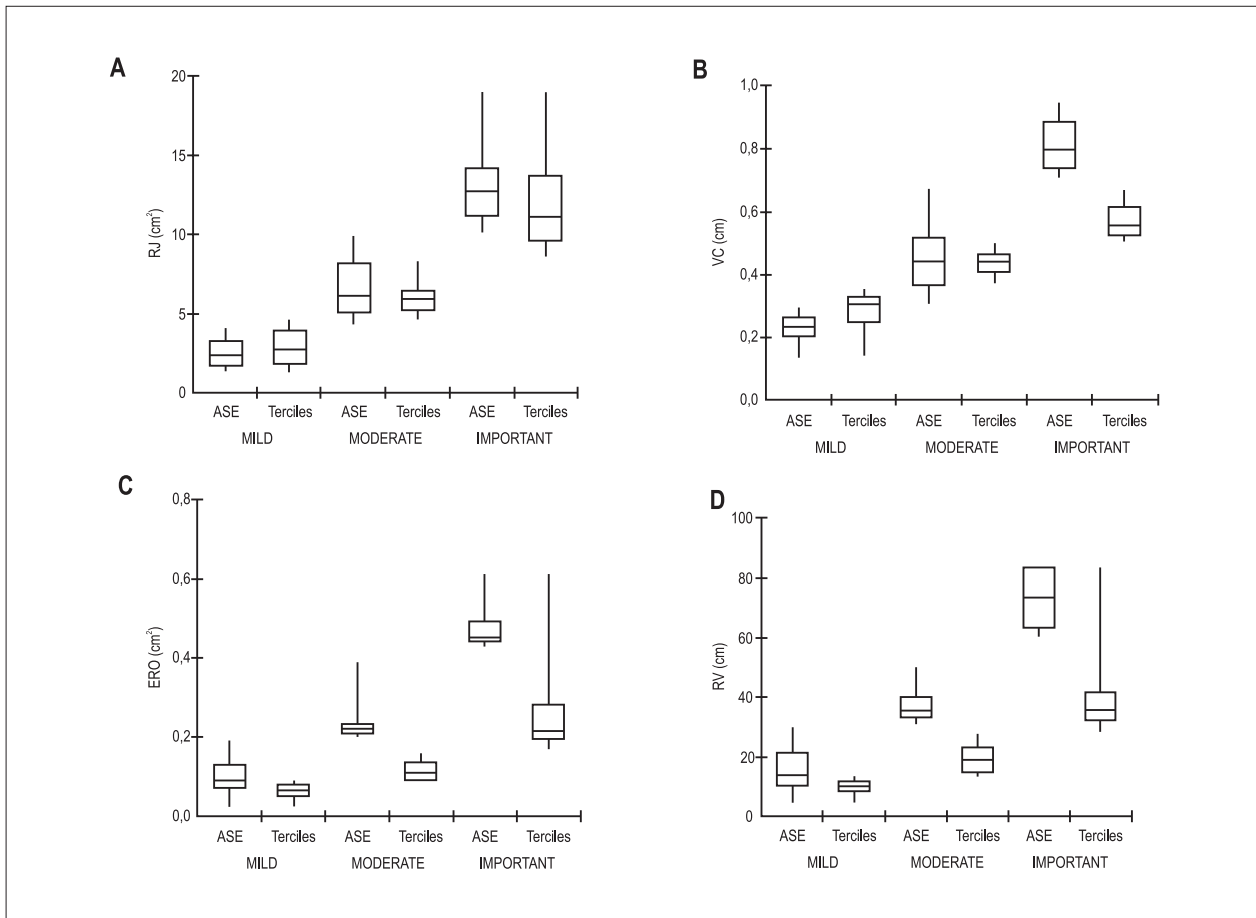 A
20
15
10
5
0
RJ (cm²)
ASE Terciles ASE Terciles ASE Terciles
MILD MODERATE IMPORTANT
B
1,0
0,8
0,6
0,4
0,2
0,0
VC (cm)
ASE Terciles ASE Terciles ASE Terciles
MILD MODERATE IMPORTANT
C
0,8
0,6
0,4
0,2
0,0
ERO (cm²)
ASE Terciles ASE Terciles ASE Terciles
MILD MODERATE IMPORTANT
D
100
80
60
40
20
0
RV (cm)
ASE Terciles ASE Terciles ASE Terciles
MILD MODERATE IMPORTANT